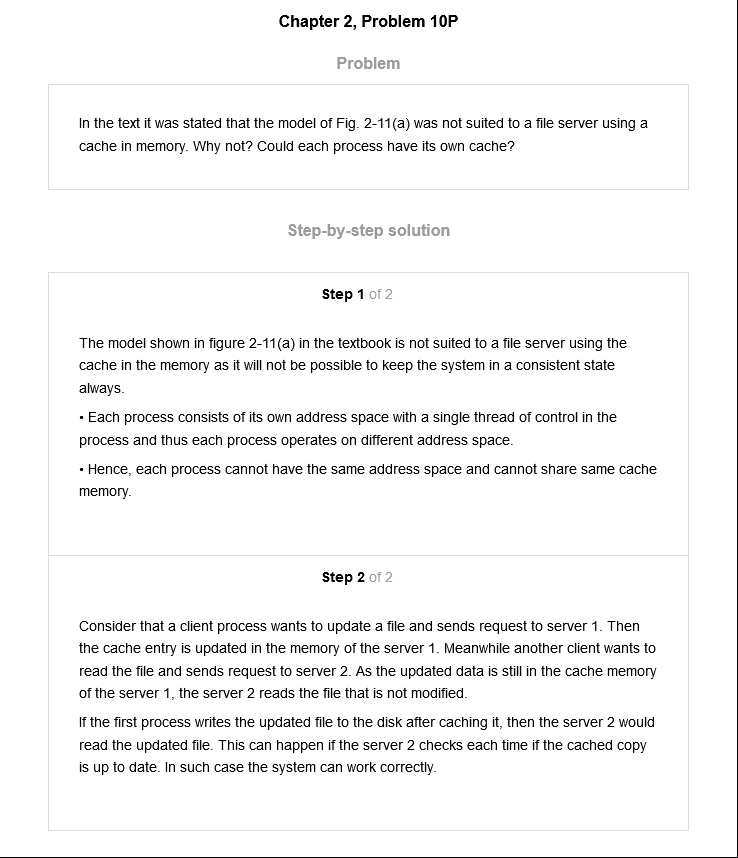 Chapter 2, Problem 10P
Problem
In the text it was stated that the model of Fig. 2-11(a) was not suited to a file server using a
cache in memory. Why not? Could each process have its own cache?
Step-by-step solution
Step 1 of 2
The model shown in figure 2-11(a) in the textbook is not suited to a file server using the
cache in the memory as it will not be possible to keep the system in a consistent state
always.
• Each process consists of its own address space with a single thread of control in the
process and thus each process operates on different address space.
• Hence, each process cannot have the same address space and cannot share same cache
memory.
Step 2 of 2
Consider that a client process wants to update a file and sends request to server 1. Then
the cache entry is updated in the memory of the server 1. Meanwhile another client wants to
read the file and sends request to server 2. As the updated data is still in the cache memory
of the server 1, the server 2 reads the file that is not modified.
If the first process writes the updated file to the disk after caching it, then the server 2 would
read the updated file. This can happen if the server 2 checks each time if the cached copy
is up to date. In such case the system can work correctly.